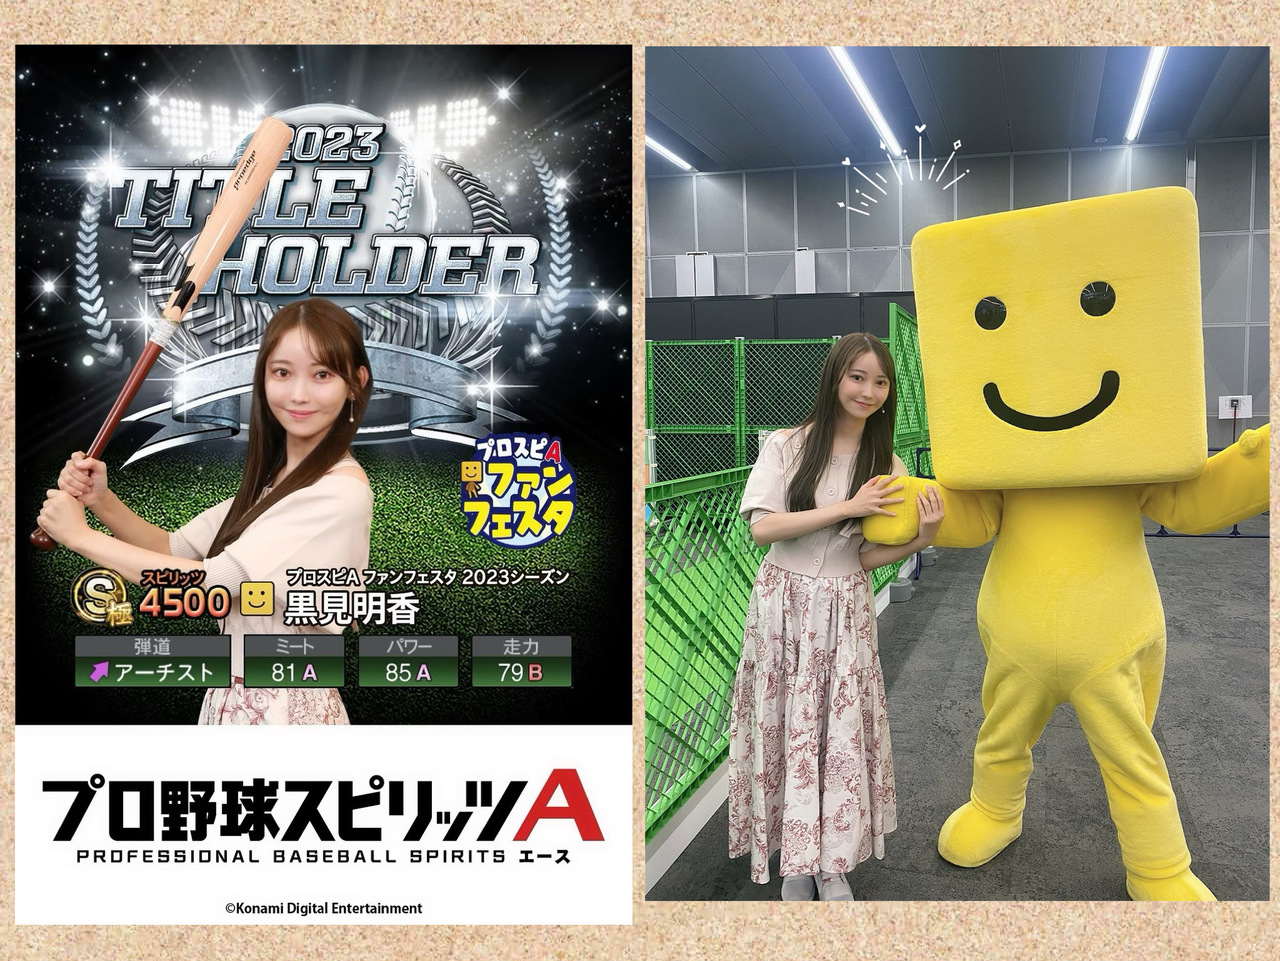 2023
TITLE
HOLDER
プロスピA
ファン
フェスタ
S極
スピリッツ
4500
プロスピA ファンフェスタ 2023シーズン
黒見明香
弾道 ミート パワー 走力
アーチスト 81 A 85 A 79 B
プロ野球スピリッツA
PROFESSIONAL BASEBALL SPIRITS エース
©Konami Digital Entertainment